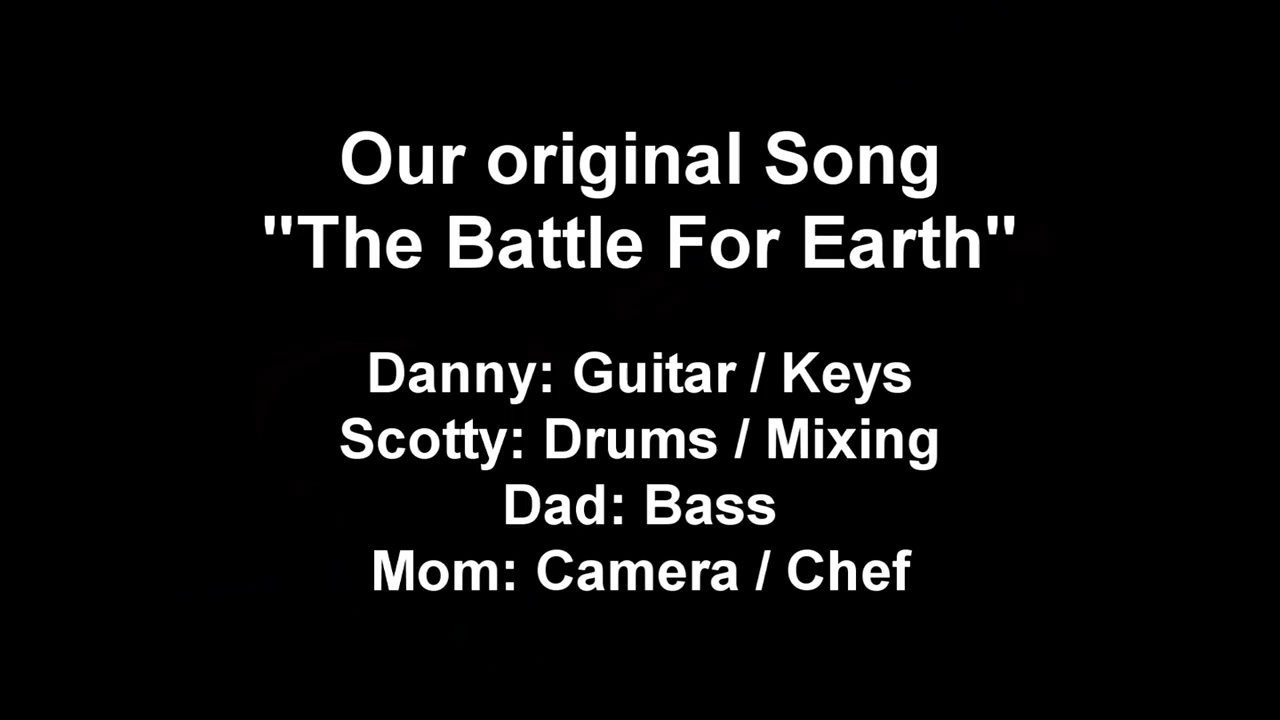 Our original Song
"The Battle For Earth"
Danny: Guitar / Keys
Scotty: Drums / Mixing
Dad: Bass
Mom: Camera / Chef